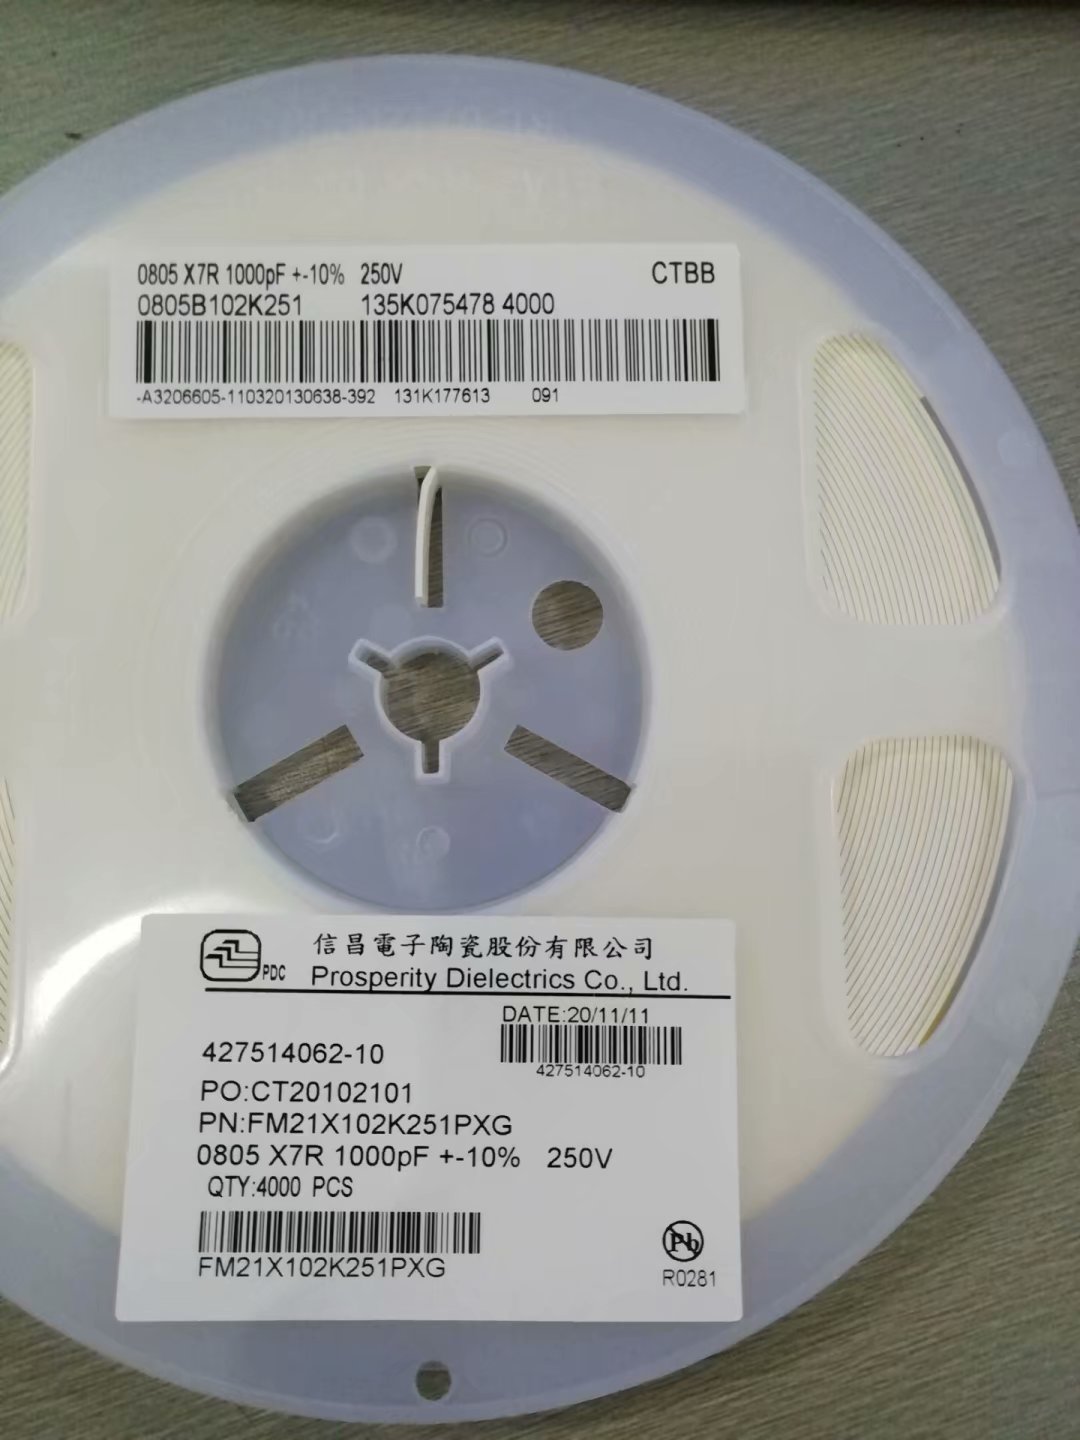 0805 X7R 1000pF +-10% 250V CTBB
0805B102K251 135K075478 4000
-A3206605-110320130638-392 131K177613 091
PDC
信昌電子陶瓷股份有限公司
Prosperity Dielectrics Co., Ltd.
DATE:20/11/11
427514062-10
427514062-10
PO:CT20102101
PN:FM21X102K251PXG
0805 X7R 1000pF +-10% 250V
QTY:4000 PCS
FM21X102K251PXG
Pb
R0281